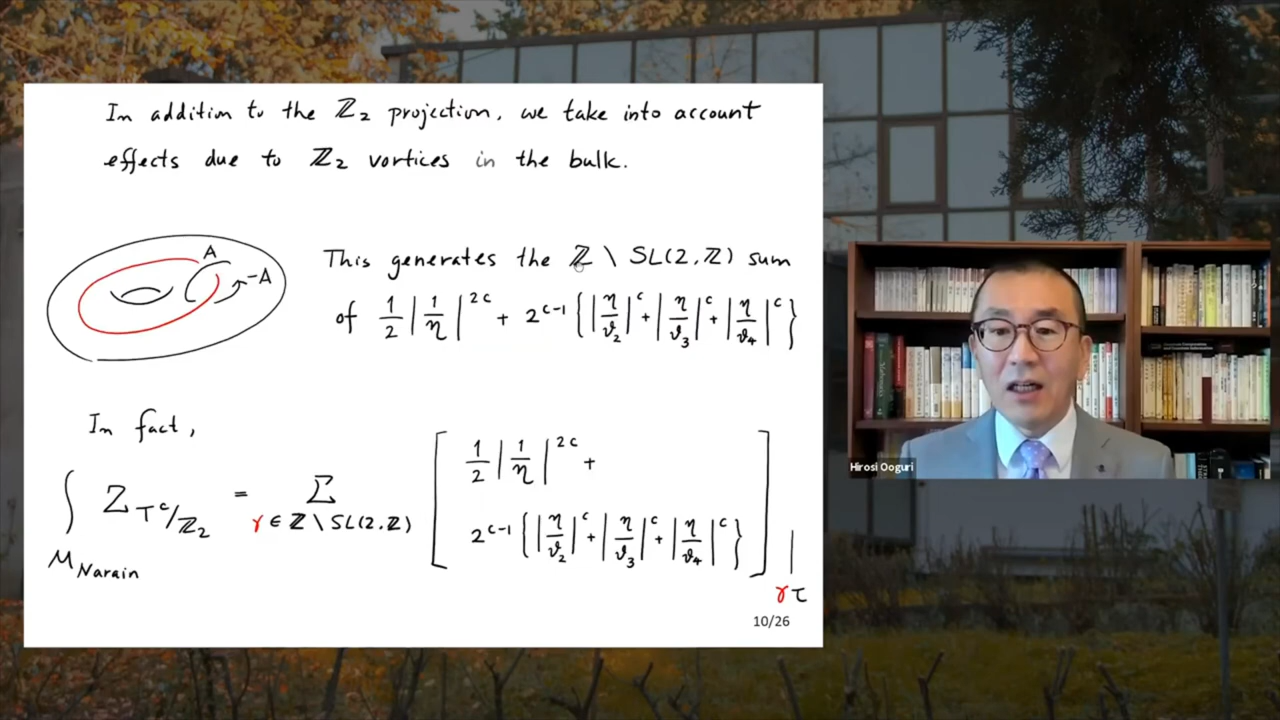 In addition to the ℤ₂ projection, we take into account
effects due to ℤ₂ vortices in the bulk.
A
-A
This generates the ℤ \ SL(2,ℤ) sum
of 1/2 |1/η|^{2c} + 2^{c-1} { |η/ϑ₂|^c + |η/ϑ₃|^c + |η/ϑ₄|^c }
In fact,
∫_{M_Narain} Z_{T^c/ℤ₂} = Σ_{γ ∈ ℤ \ SL(2,ℤ)} [ 1/2 |1/η|^{2c} +
2^{c-1} { |η/ϑ₂|^c + |η/ϑ₃|^c + |η/ϑ₄|^c } ] |_{γτ}
10/26
Hirosi Ooguri